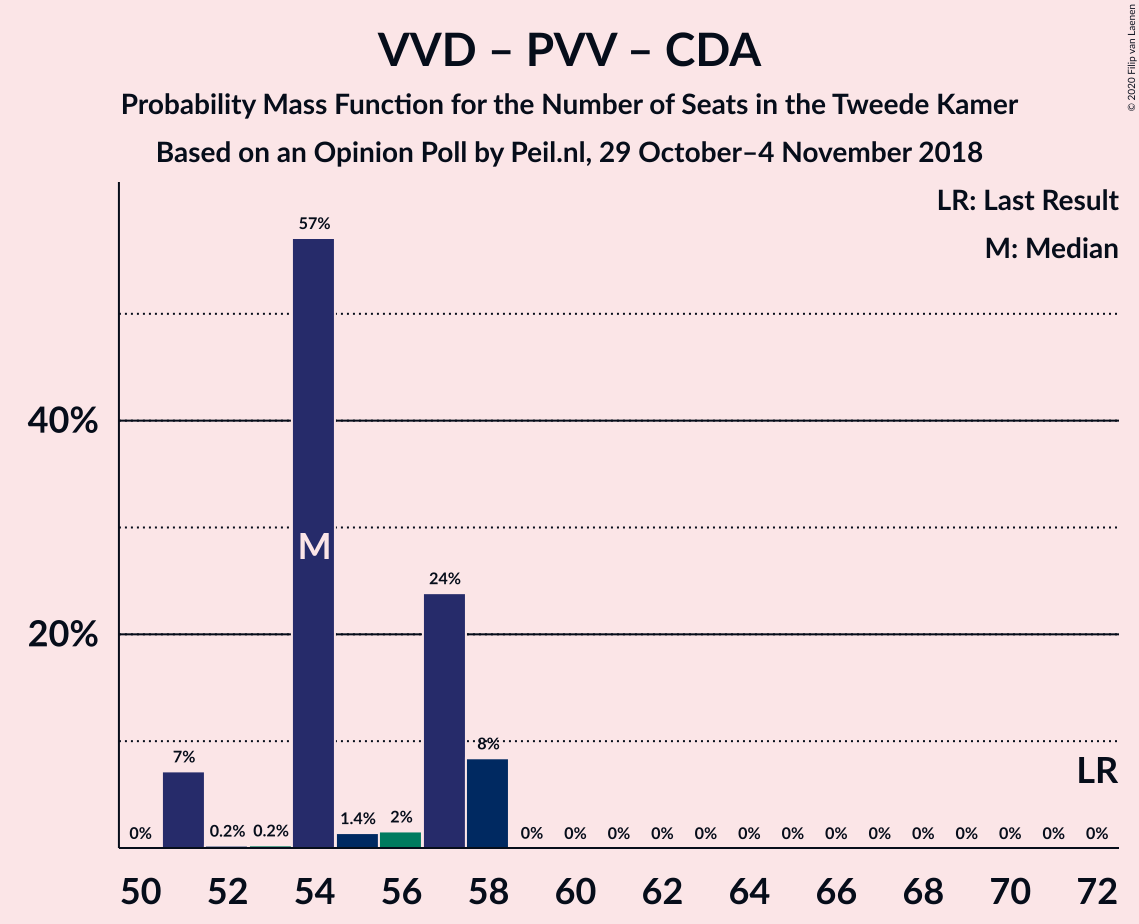 VVD – PVV – CDA
Probability Mass Function for the Number of Seats in the Tweede Kamer
Based on an Opinion Poll by Peil.nl, 29 October–4 November 2018
© 2020 Filip van Laenen
LR: Last Result
M: Median
57%
40%
M
24%
20%
8%
7%
LR
0% 0.2% 0.2% 1.4% 2% 0% 0% 0% 0% 0% 0% 0% 0% 0% 0% 0% 0% 0% 0%
50 52 54 56 58 60 62 64 66 68 70 72